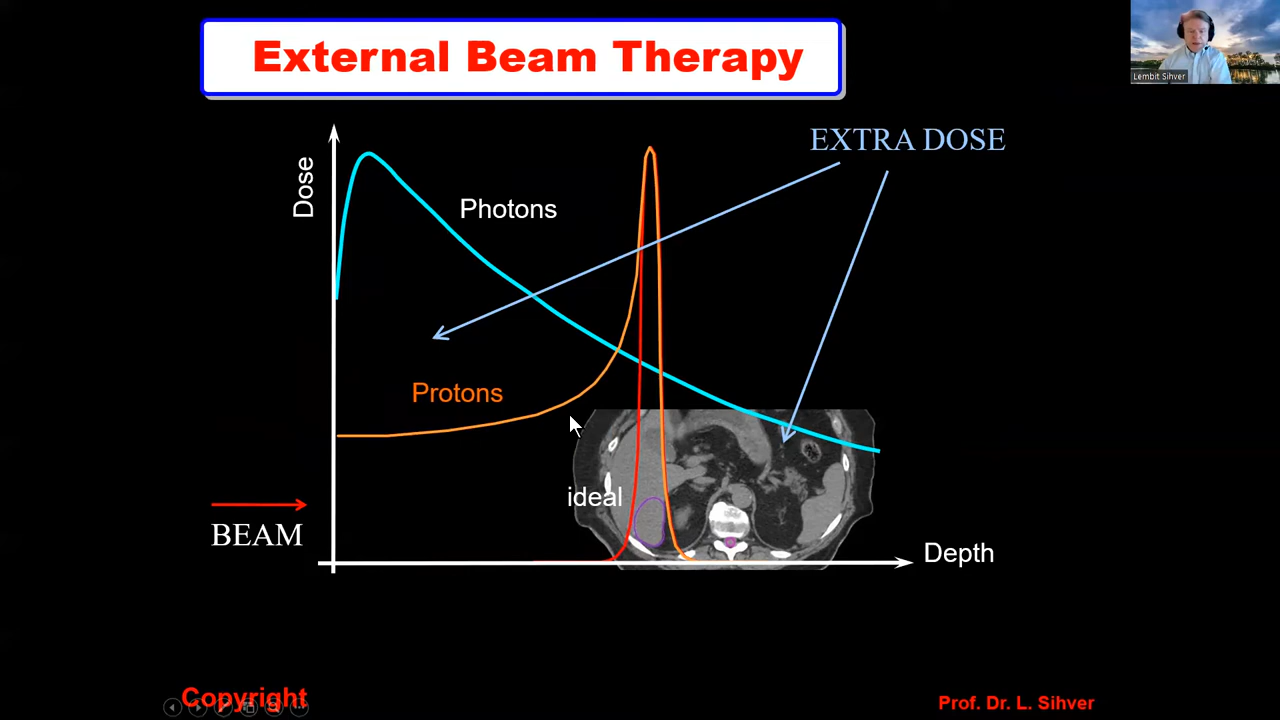 External Beam Therapy
Lembit Sihver
EXTRA DOSE
Dose
Photons
Protons
ideal
BEAM
Depth
Copyright
Prof. Dr. L. Sihver